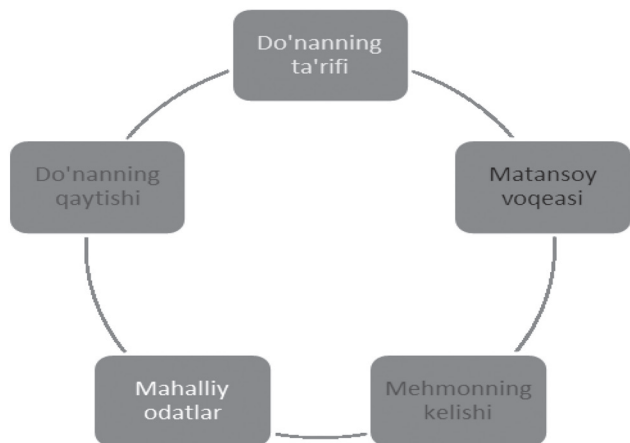 Do'nanning
ta'rifi
Matansoy
voqeasi
Mehmonning
kelishi
Mahalliy
odatlar
Do'nanning
qaytishi